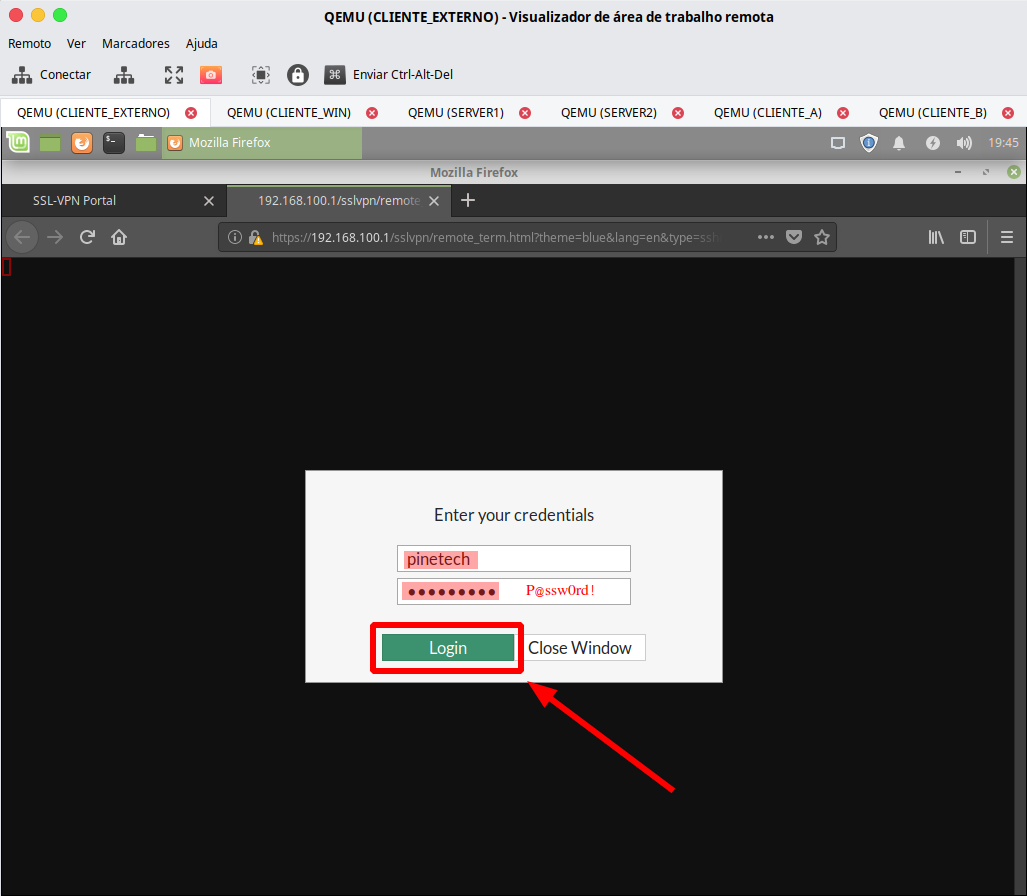 QEMU (CLIENTE_EXTERNO) - Visualizador de área de trabalho remota
Remoto Ver Marcadores Ajuda
Conectar Enviar Ctrl-Alt-Del
QEMU (CLIENTE_EXTERNO) QEMU (CLIENTE_WIN) QEMU (SERVER1) QEMU (SERVER2) QEMU (CLIENTE_A) QEMU (CLIENTE_B)
Mozilla Firefox 19:45
Mozilla Firefox
SSL-VPN Portal 192.168.100.1/sslvpn/remote
https://192.168.100.1/sslvpn/remote_term.html?theme=blue&lang=en&type=ssh
Enter your credentials
pinetech
●●●●●●●●● P@ssw0rd!
Login Close Window